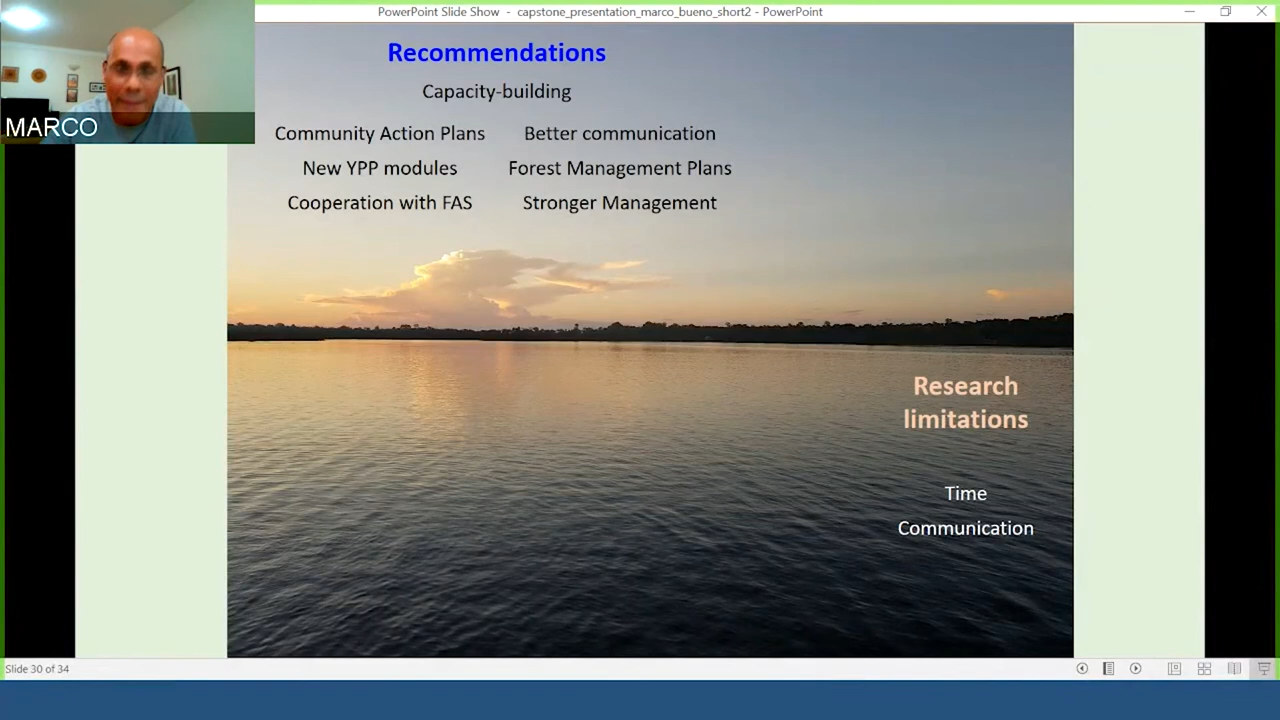 PowerPoint Slide Show - capstone_presentation_marco_bueno_short2 - PowerPoint
MARCO
Recommendations
Capacity-building
Community Action Plans
Better communication
New YPP modules
Forest Management Plans
Cooperation with FAS
Stronger Management
Research
limitations
Time
Communication
Slide 30 of 34